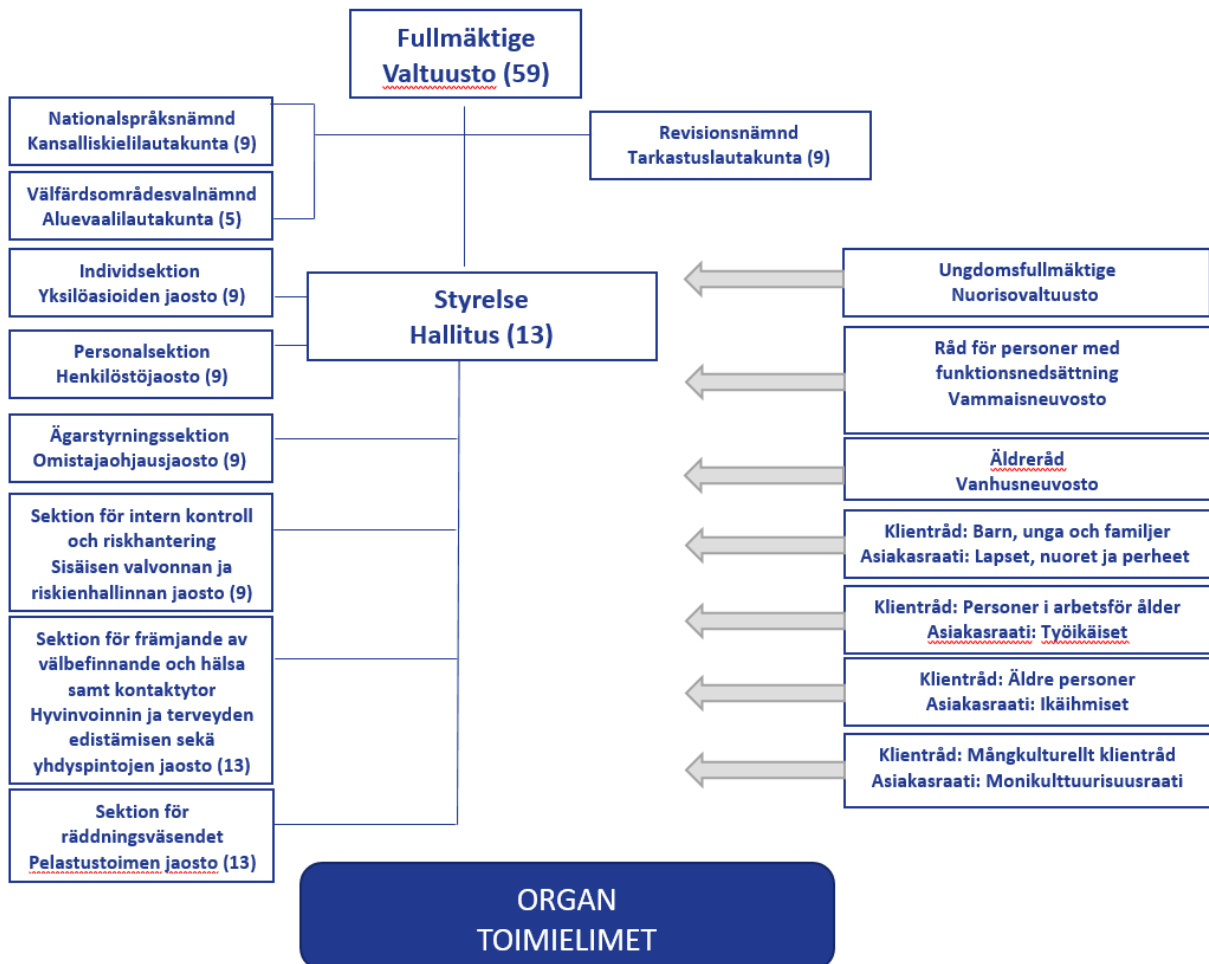 Fullmäktige
Valtuusto (59)
Nationalspråksnämnd
Kansalliskielilautakunta (9)
Revisionsnämnd
Tarkastuslautakunta (9)
Välfärdsområdesvalnämnd
Aluevaalilautakunta (5)
Individsektion
Yksilöasioiden jaosto (9)
Styrelse
Hallitus (13)
Personalsektion
Henkilöstöjaosto (9)
Ägarstyrningssektion
Omistajaohjausjaosto (9)
Sektion för intern kontroll
och riskhantering
Sisäisen valvonnan ja
riskienhallinnan jaosto (9)
Sektion för främjande av
välbefinnande och hälsa
samt kontaktytor
Hyvinvoinnin ja terveyden
edistämisen sekä
yhdyspintojen jaosto (13)
Sektion för
räddningsväsendet
Pelastustoimen jaosto (13)
Ungdomsfullmäktige
Nuorisovaltuusto
Råd för personer med
funktionsnedsättning
Vammaisneuvosto
Äldreråd
Vanhusneuvosto
Klientråd: Barn, unga och familjer
Asiakasraati: Lapset, nuoret ja perheet
Klientråd: Personer i arbetsför ålder
Asiakasraati: Työikäiset
Klientråd: Äldre personer
Asiakasraati: Ikäihmiset
Klientråd: Mångkulturellt klientråd
Asiakasraati: Monikulttuurisuusraati
ORGAN
TOIMIELIMET